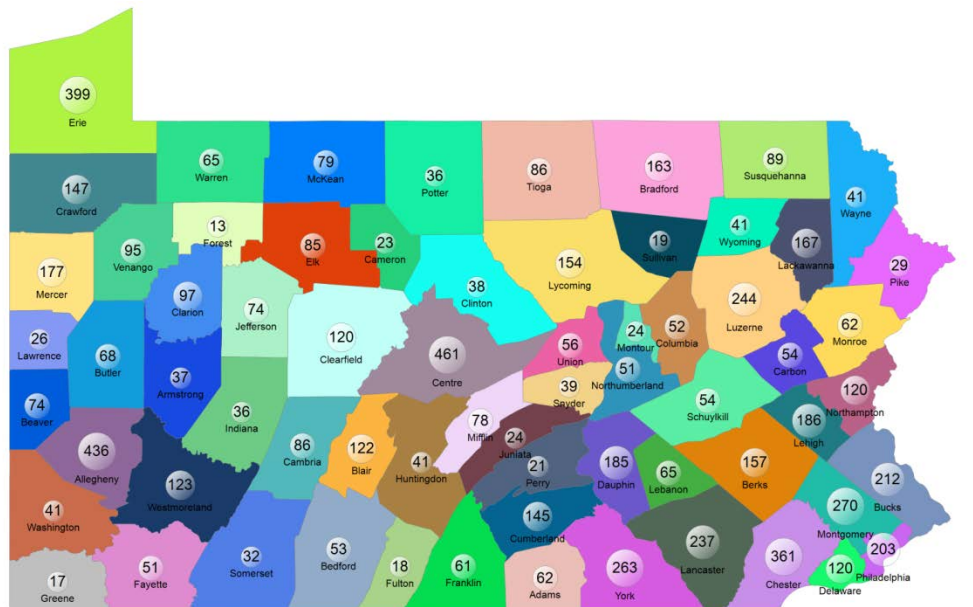 399
Erie
65
Warren
79
McKean
36
Potter
86
Tioga
163
Bradford
89
Susquehanna
41
Wayne
147
Crawford
13
Forest
95
Venango
85
Elk
23
Cameron
19
Sullivan
41
Wyoming
167
Lackawanna
29
Pike
177
Mercer
97
Clarion
74
Jefferson
38
Clinton
154
Lycoming
244
Luzerne
62
Monroe
26
Lawrence
68
Butler
120
Clearfield
461
Centre
56
Union
24
Montour
52
Columbia
54
Carbon
74
Beaver
37
Armstrong
36
Indiana
39
Snyder
51
Northumberland
54
Schuylkill
120
Northampton
436
Allegheny
123
Westmoreland
86
Cambria
122
Blair
41
Huntingdon
78
Mifflin
24
Juniata
21
Perry
185
Dauphin
65
Lebanon
157
Berks
186
Lehigh
212
Bucks
41
Washington
145
Cumberland
237
Lancaster
270
Montgomery
17
Greene
51
Fayette
32
Somerset
53
Bedford
18
Fulton
61
Franklin
62
Adams
263
York
361
Chester
120
Delaware
203
Philadelphia